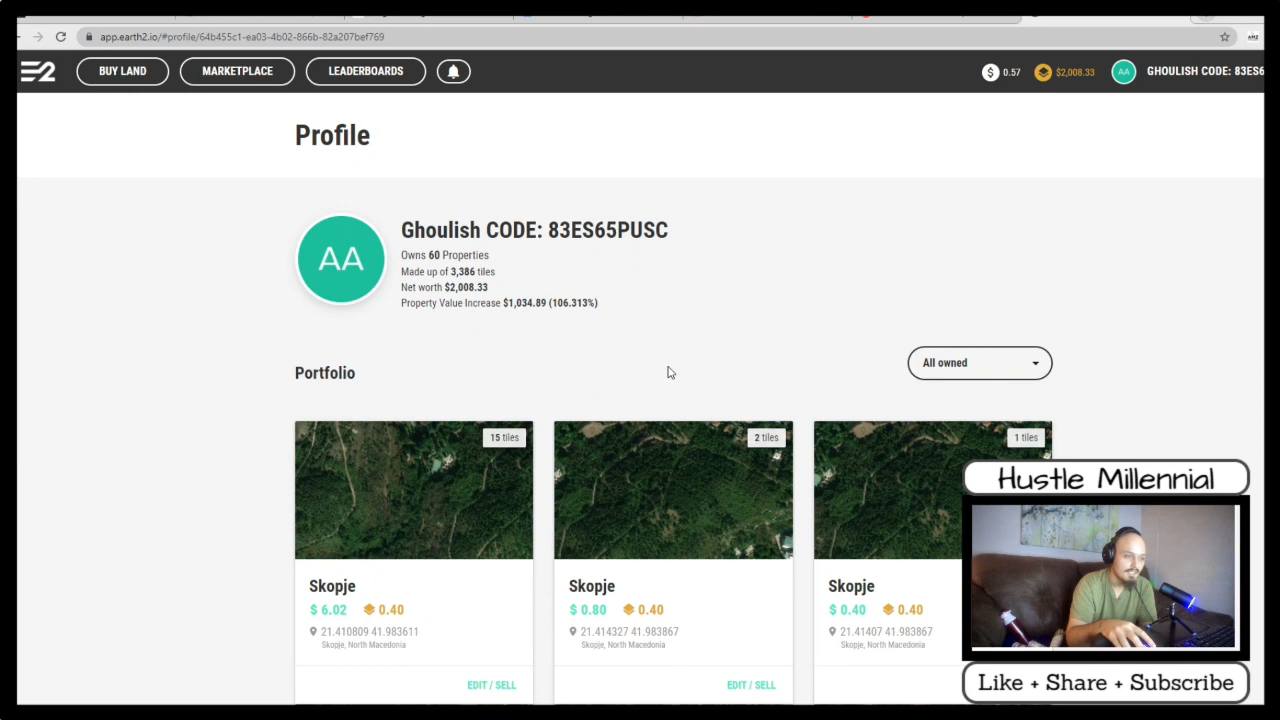 app.earth2.io/#profile/64b455c1-ea03-4b02-866b-82a207bef769
E2 BUY LAND MARKETPLACE LEADERBOARDS 0.57 $2,008.33 AA GHOULISH CODE: 83ES6
Profile
AA
Ghoulish CODE: 83ES65PUSC
Owns 60 Properties
Made up of 3,386 tiles
Net worth $2,008.33
Property Value Increase $1,034.89 (106.313%)
Portfolio
All owned
15 tiles
2 tiles
1 tiles
Skopje
$ 6.02 0.40
21.410809 41.983611
Skopje, North Macedonia
EDIT / SELL
Skopje
$ 0.80 0.40
21.414327 41.983867
Skopje, North Macedonia
EDIT / SELL
Skopje
$ 0.40 0.40
21.41407 41.983867
Skopje, North Macedonia
Hustle Millennial
Like + Share + Subscribe